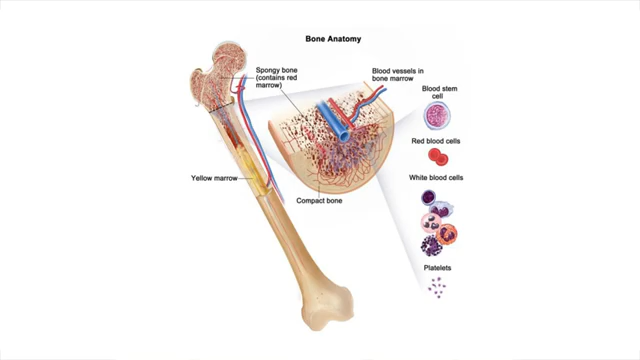 Bone Anatomy
Spongy bone
(contains red
marrow)
Blood vessels in
bone marrow
Blood stem
cell
Red blood cells
Yellow marrow
White blood cells
Compact bone
Platelets